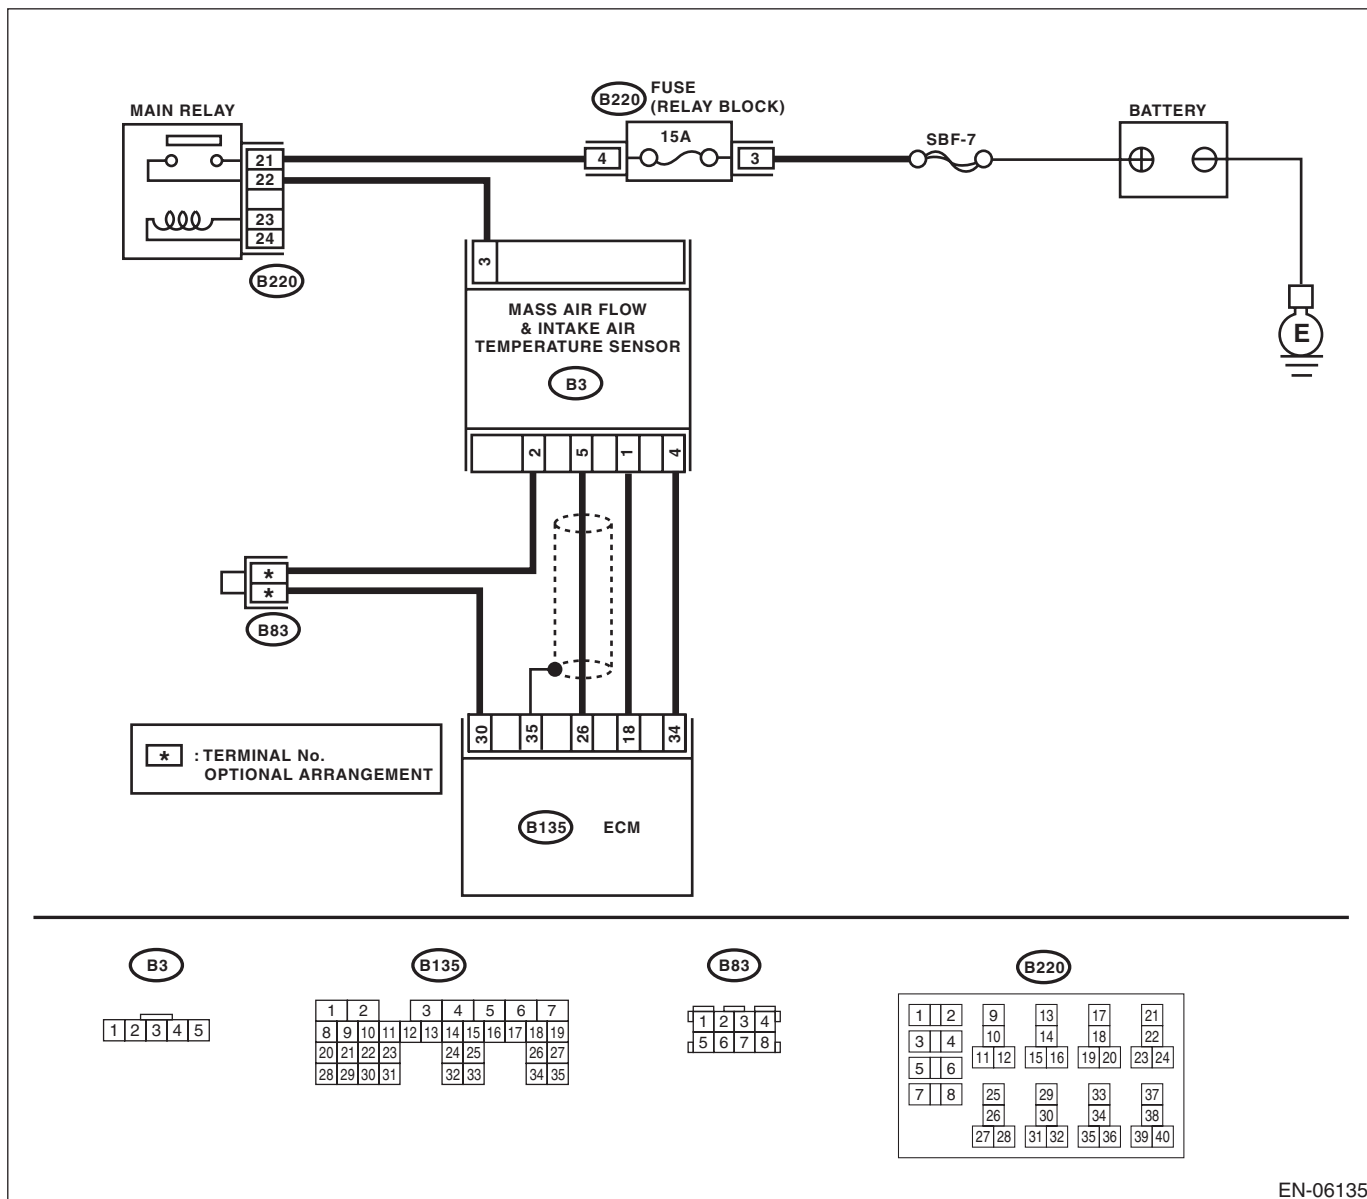 MAIN RELAY
21
22
23
24
B220
B220
FUSE
(RELAY BLOCK)
15A
4
3
SBF-7
BATTERY
E
3
MASS AIR FLOW
& INTAKE AIR
TEMPERATURE SENSOR
B3
2 5 1 4
*
*
B83
* : TERMINAL No.
OPTIONAL ARRANGEMENT
30 35 26 18 34
B135 ECM
B3
1 2 3 4 5
B135
1 2 3 4 5 6 7
8 9 10 11 12 13 14 15 16 17 18 19
20 21 22 23 24 25 26 27
28 29 30 31 32 33 34 35
B83
1 2 3 4
5 6 7 8
B220
1 2 9 13 17 21
3 4 10 14 18 22
11 12 15 16 19 20 23 24
5 6
7 8 25 29 33 37
26 30 34 38
27 28 31 32 35 36 39 40
EN-06135